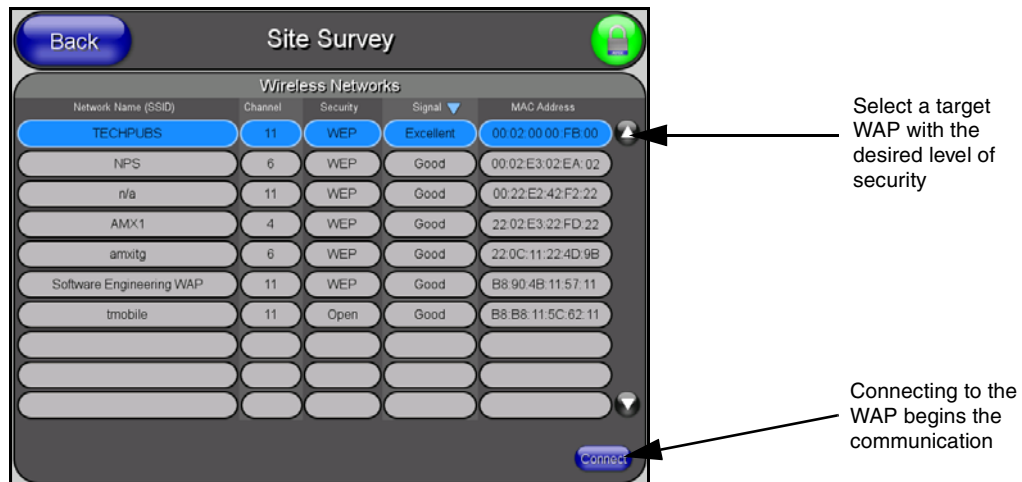 Back
Site Survey
Wireless Networks
Network Name (SSID) Channel Security Signal MAC Address
TECHPUBS 11 WEP Excellent 00:02:00:00:FB:00
NPS 6 WEP Good 00:02:E3:02:EA:02
n/a 11 WEP Good 00:22:E2:42:F2:22
AMX1 4 WEP Good 22:02:E3:22:FD:22
amxitg 6 WEP Good 22:0C:11:22:4D:9B
Software Engineering WAP 11 WEP Good B8:90:4B:11:57:11
tmobile 11 Open Good B8:B8:11:5C:62:11
Connect
Select a target
WAP with the
desired level of
security
Connecting to the
WAP begins the
communication